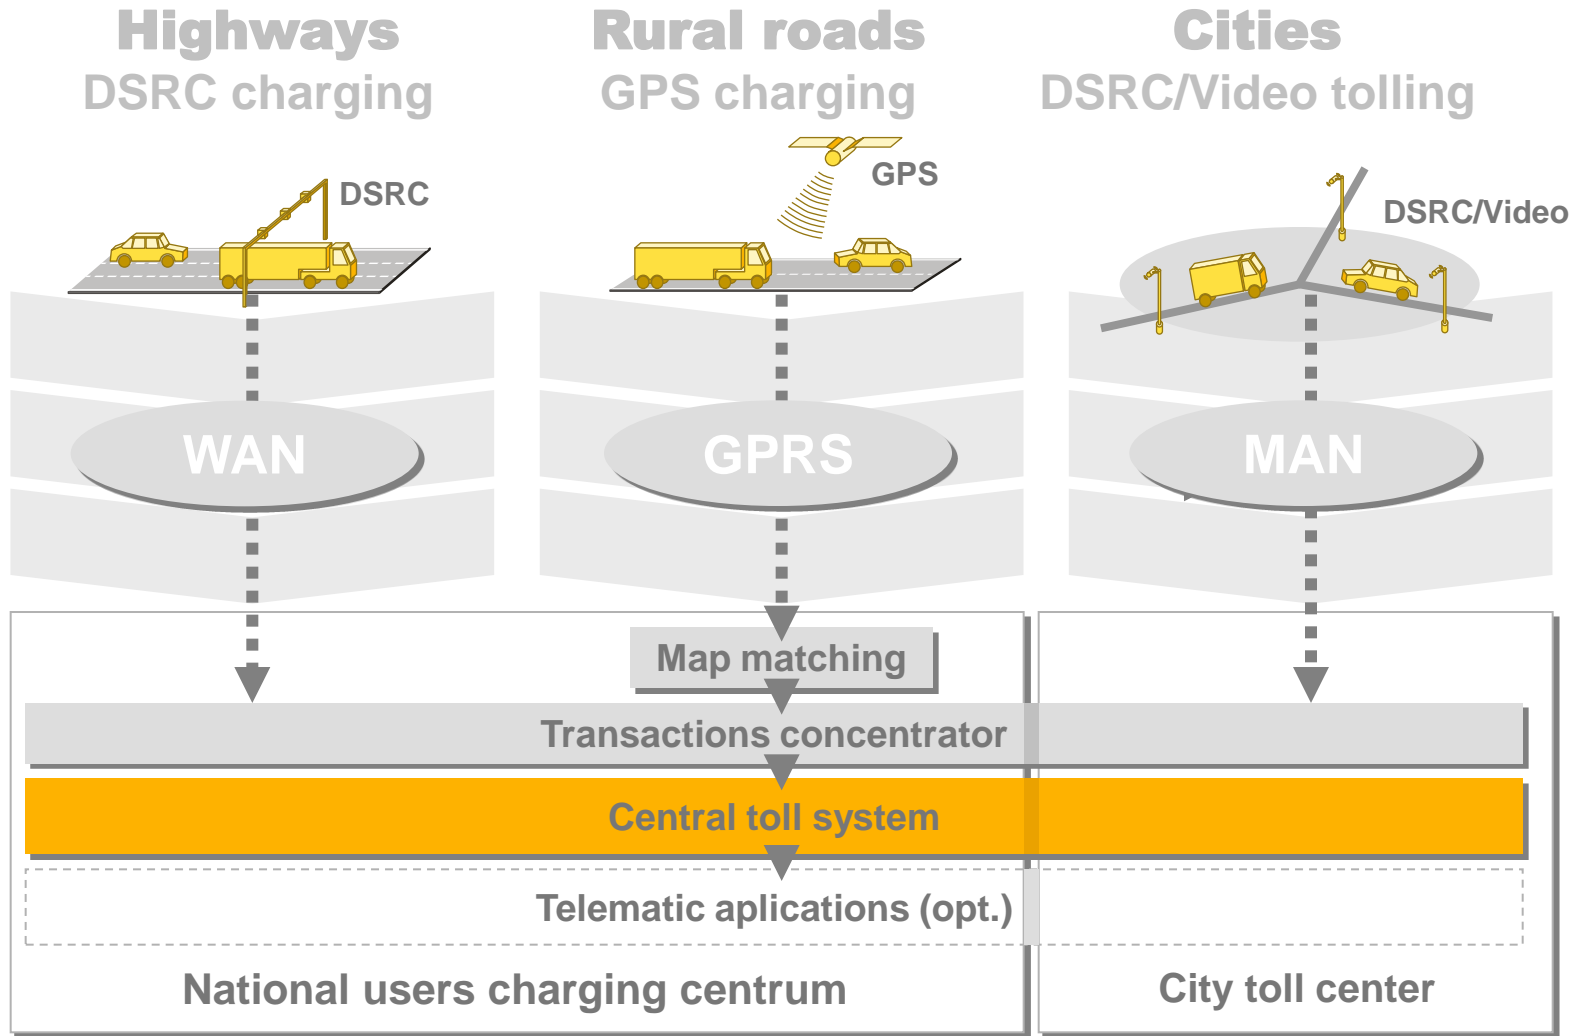 Highways
DSRC charging
Rural roads
GPS charging
Cities
DSRC/Video tolling
DSRC
GPS
DSRC/Video
WAN
GPRS
MAN
Map matching
Transactions concentrator
Central toll system
Telematic aplications (opt.)
National users charging centrum
City toll center